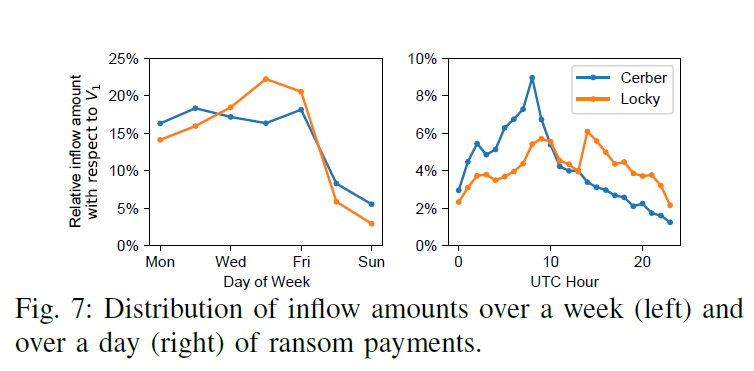 25%
20%
15%
10%
5%
0%
Relative inflow amount
with respect to V1
Mon
Wed
Fri
Sun
Day of Week
10%
8%
6%
4%
2%
0%
Cerber
Locky
0
10
20
UTC Hour
Fig. 7: Distribution of inflow amounts over a week (left) and
over a day (right) of ransom payments.